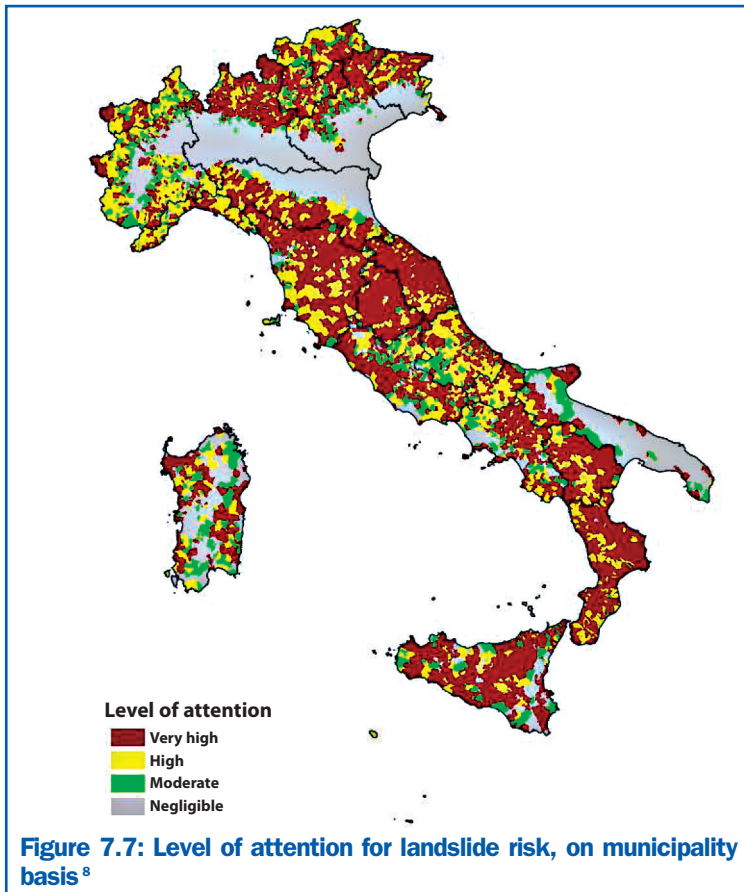 Level of attention
Very high
High
Moderate
Negligible
Figure 7.7: Level of attention for landslide risk, on municipality
basis 8